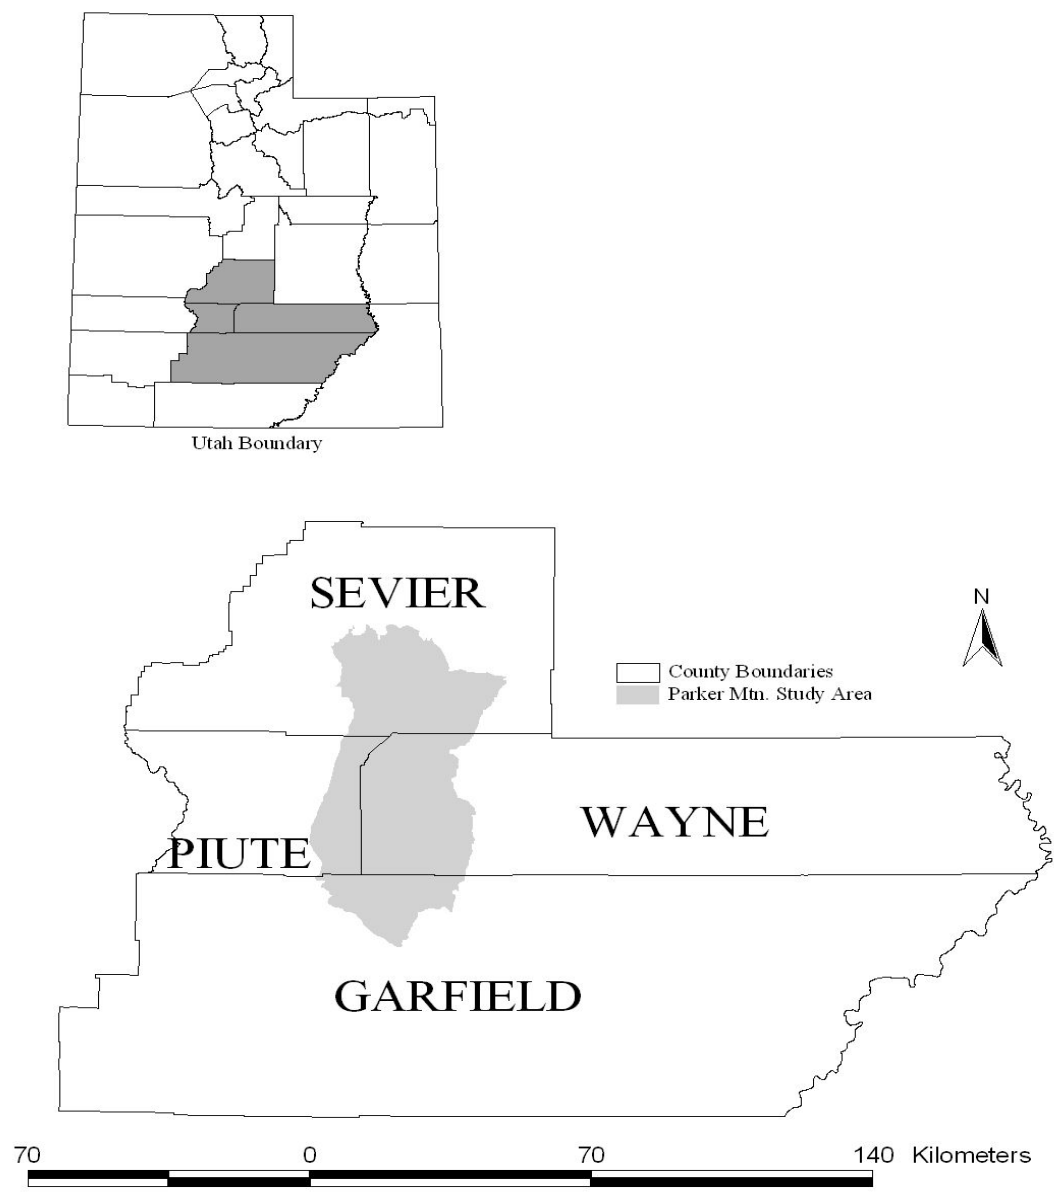 Utah Boundary
SEVIER
N
County Boundaries
Parker Mtn. Study Area
WAYNE
PIUTE
GARFIELD
70 0 70 140 Kilometers